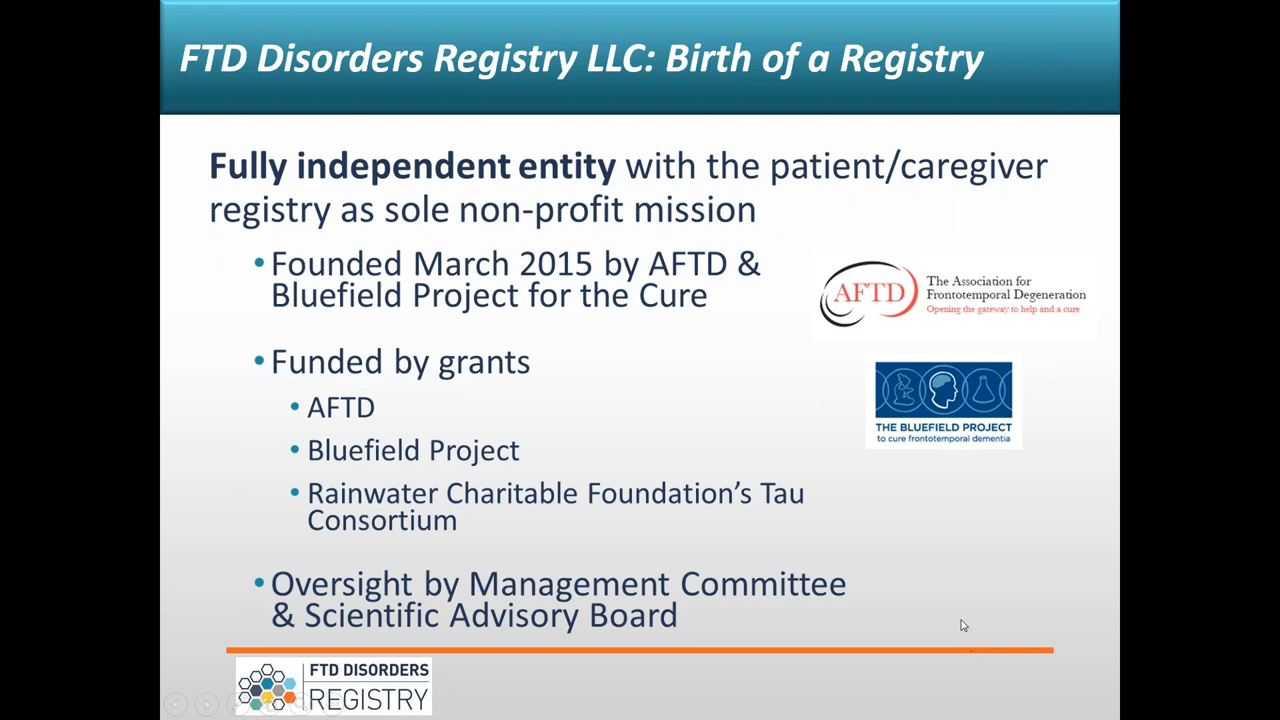 FTD Disorders Registry LLC: Birth of a Registry
Fully independent entity with the patient/caregiver
registry as sole non-profit mission
•Founded March 2015 by AFTD &
Bluefield Project for the Cure
•Funded by grants
• AFTD
• Bluefield Project
• Rainwater Charitable Foundation’s Tau
Consortium
•Oversight by Management Committee
& Scientific Advisory Board
AFTD
The Association for
Frontotemporal Degeneration
Opening the gateway to help and a cure
THE BLUEFIELD PROJECT
to cure frontotemporal dementia
FTD DISORDERS
REGISTRY